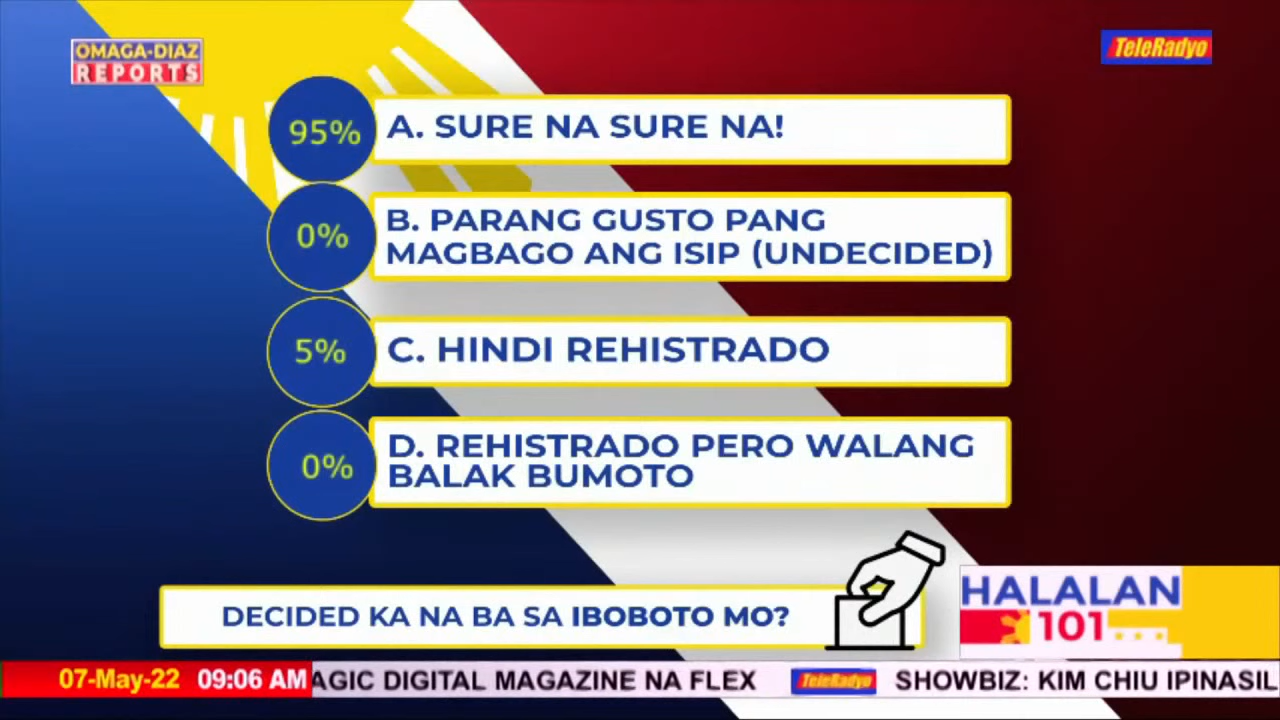 OMAGA-DIAZ
REPORTS
TeleRadyo
95%
A. SURE NA SURE NA!
0%
B. PARANG GUSTO PANG
MAGBAGO ANG ISIP (UNDECIDED)
5%
C. HINDI REHISTRADO
0%
D. REHISTRADO PERO WALANG
BALAK BUMOTO
DECIDED KA NA BA SA IBOBOTO MO?
HALALAN
101
07-May-22 09:06 AM AGIC DIGITAL MAGAZINE NA FLEX TeleRadyo SHOWBIZ: KIM CHIU IPINASIL